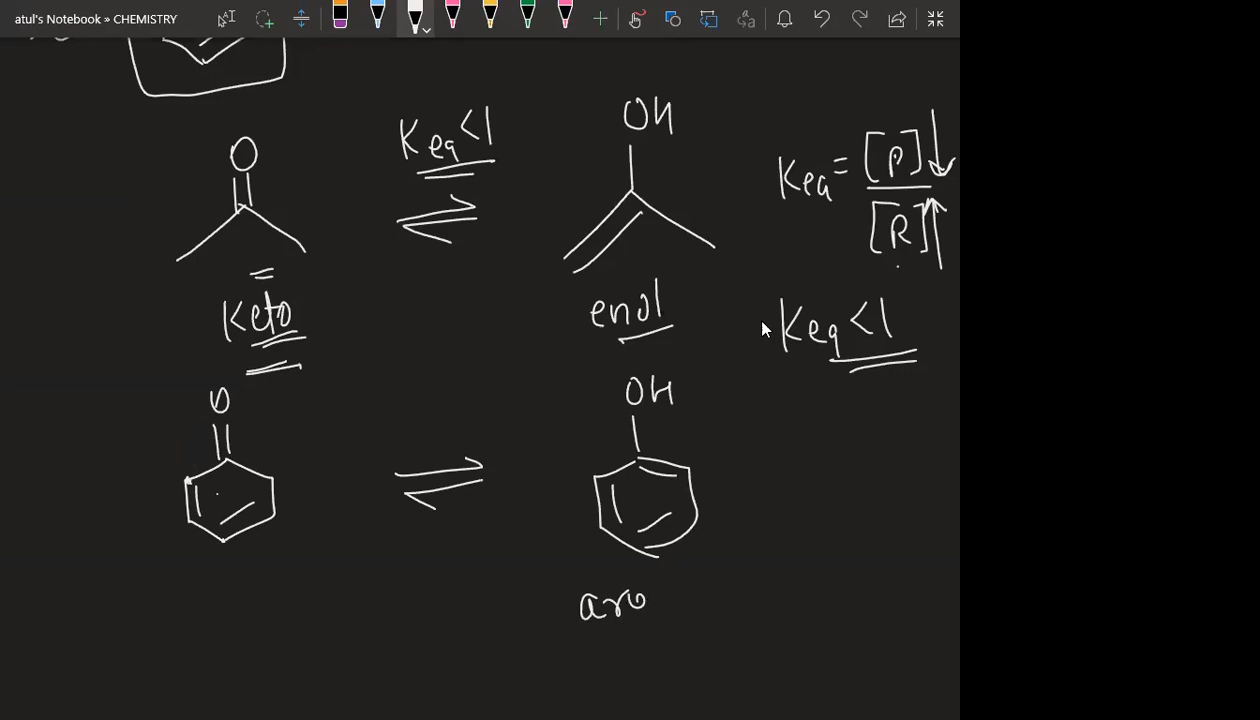 atul's Notebook » CHEMISTRY
O
Keq<1
OH
Keq = [P]↓
[R]↑
Keto
enol
Keq<1
O
OH
aro